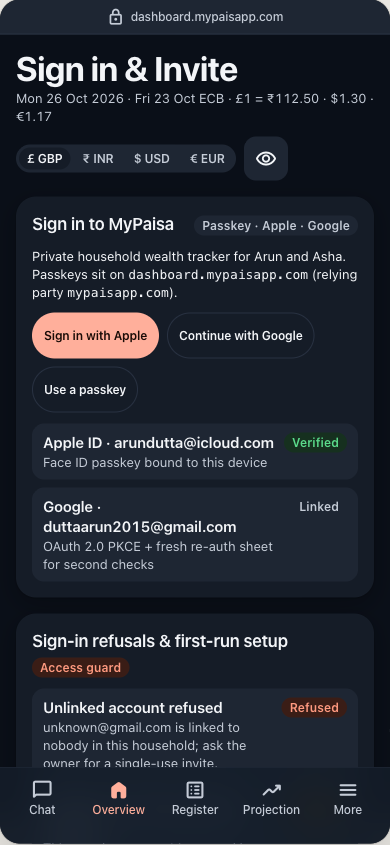 dashboard.mypaisapp.com
Sign in & Invite
Mon 26 Oct 2026 · Fri 23 Oct ECB · £1 = ₹112.50 · $1.30 ·
€1.17
£ GBP ₹ INR $ USD € EUR
Sign in to MyPaisa Passkey · Apple · Google
Private household wealth tracker for Arun and Asha.
Passkeys sit on dashboard.mypaisapp.com (relying
party mypaisapp.com).
Sign in with Apple Continue with Google
Use a passkey
Apple ID · arundutta@icloud.com Verified
Face ID passkey bound to this device
Google · Linked
duttaarun2015@gmail.com
OAuth 2.0 PKCE + fresh re-auth sheet
for second checks
Sign-in refusals & first-run setup
Access guard
Unlinked account refused Refused
unknown@gmail.com is linked to
nobody in this household; ask the
owner for a single-use invite.
Chat Overview Register Projection More